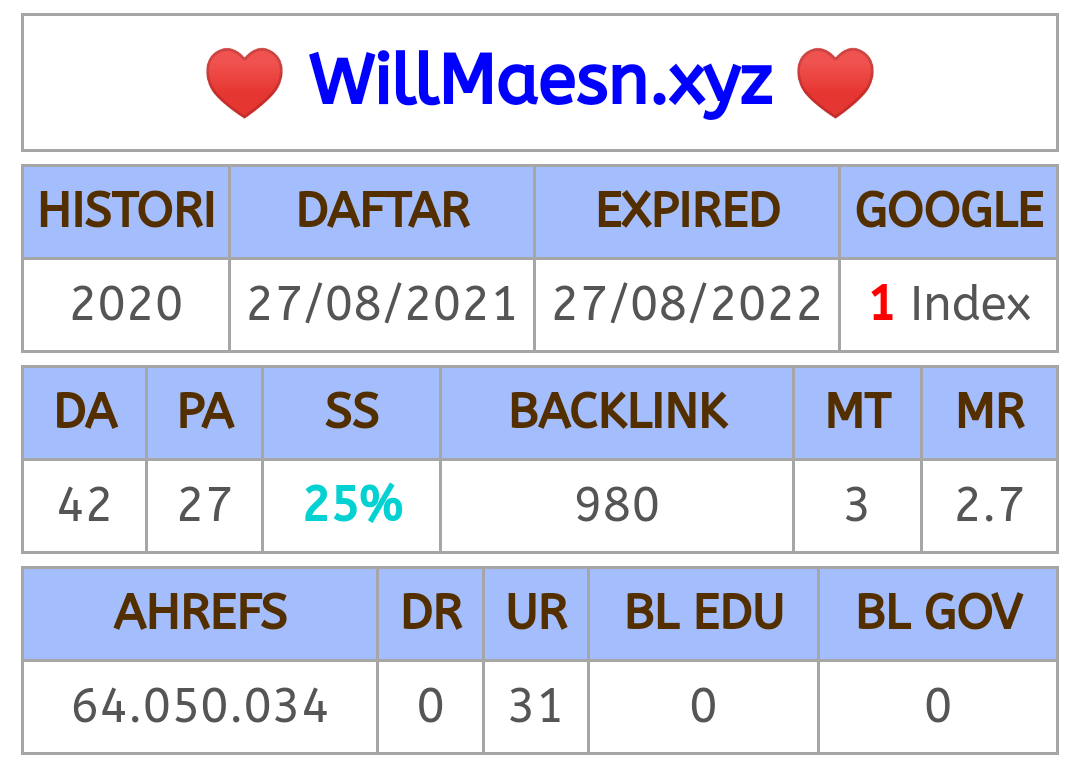 ♥ WillMaesn.xyz ♥
HISTORI DAFTAR EXPIRED GOOGLE
2020 27/08/2021 27/08/2022 1 Index
DA PA SS BACKLINK MT MR
42 27 25% 980 3 2.7
AHREFS DR UR BL EDU BL GOV
64.050.034 0 31 0 0